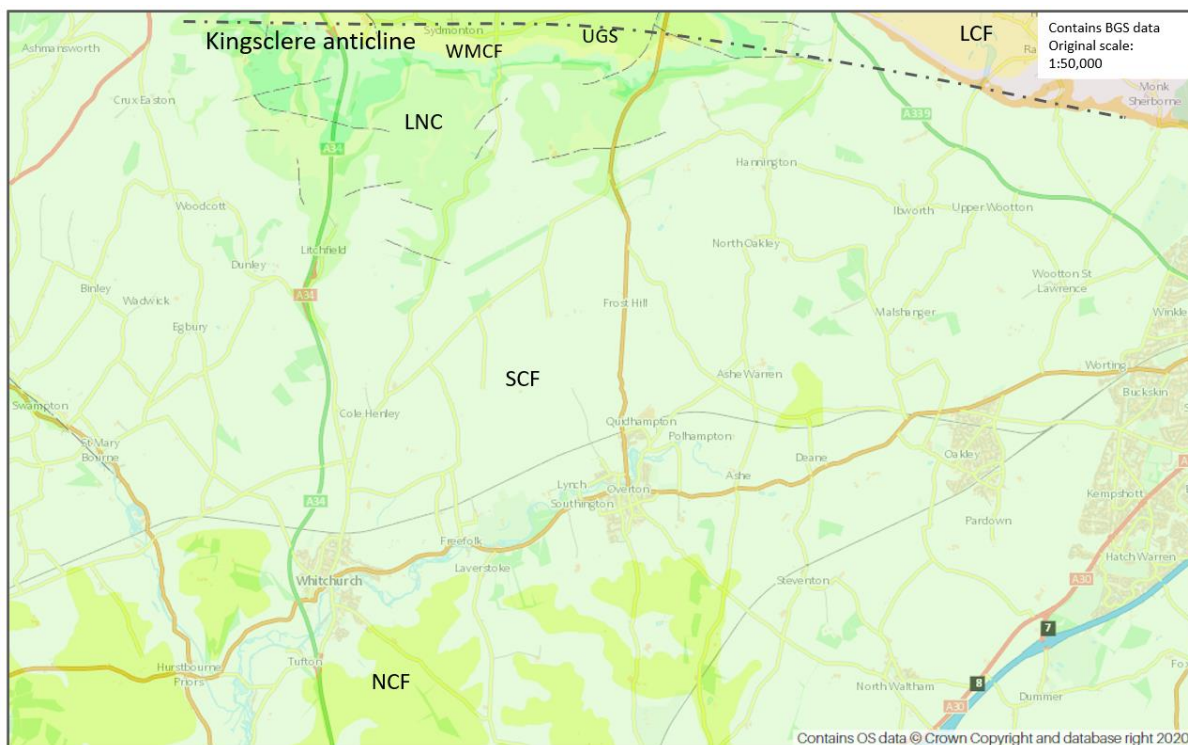 Ashmansworth
Kingsclere anticline
Sydmonton
WMCF
UGS
LCF
Contains BGS data
Original scale:
1:50,000
Monk
Sherborne
Crux Easton
LNC
A34
A339
Hannington
Woodcott
Ibworth
Upper Wootton
Litchfield
North Oakley
Dunley
Binley
Wadwick
A34
Frost Hill
Wootton St
Lawrence
Egbury
Malshanger
Winkle
SCF
Ashe Warren
Worting
Buckskin
Swampton
Cole Henley
Quidhampton
St Mary
Bourne
Polhampton
Oakley
Deane
Ashe
Lynch
Overton
Southington
A34
Kempshott
Pardown
Freefolk
Laverstoke
Hatch Warren
Whitchurch
Steventon
A30
7
Tufton
Hurstbourne
Priors
NCF
North Waltham
8
Dummer
A30
Contains OS data © Crown Copyright and database right 2020